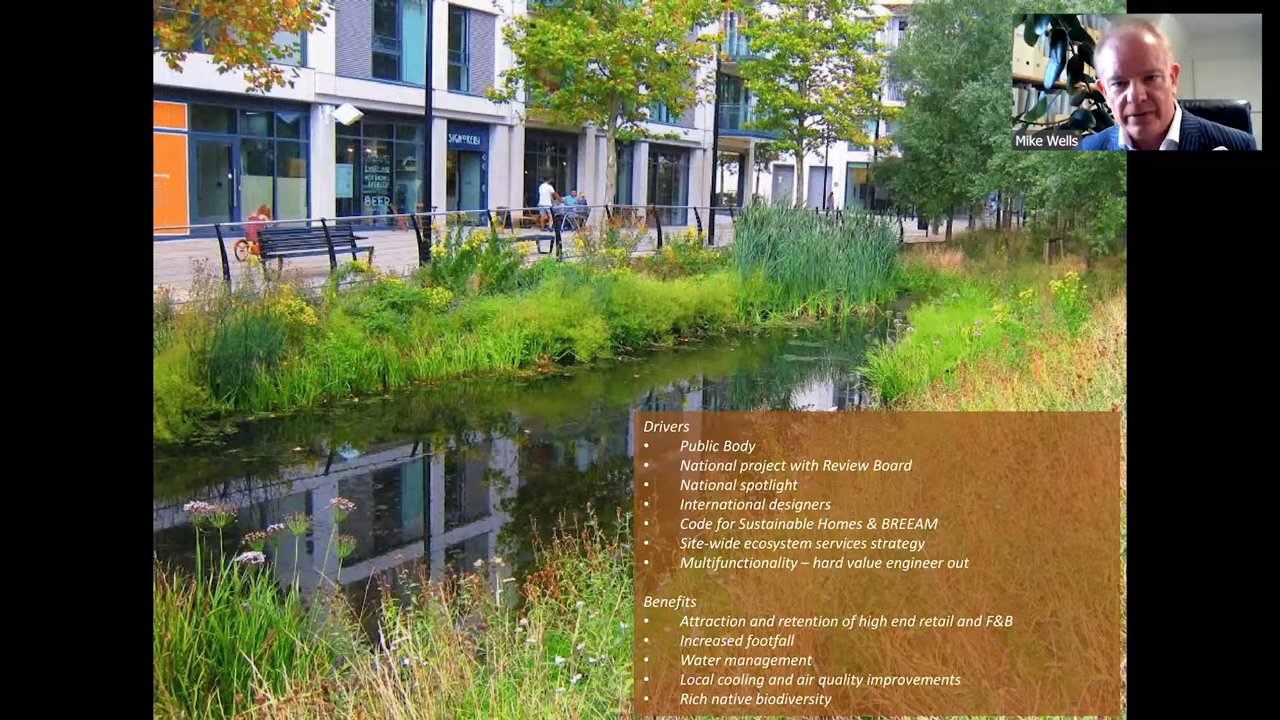 SIGNORELLI
BEER
Mike Wells
Drivers
• Public Body
• National project with Review Board
• National spotlight
• International designers
• Code for Sustainable Homes & BREEAM
• Site-wide ecosystem services strategy
• Multifunctionality – hard value engineer out
Benefits
• Attraction and retention of high end retail and F&B
• Increased footfall
• Water management
• Local cooling and air quality improvements
• Rich native biodiversity